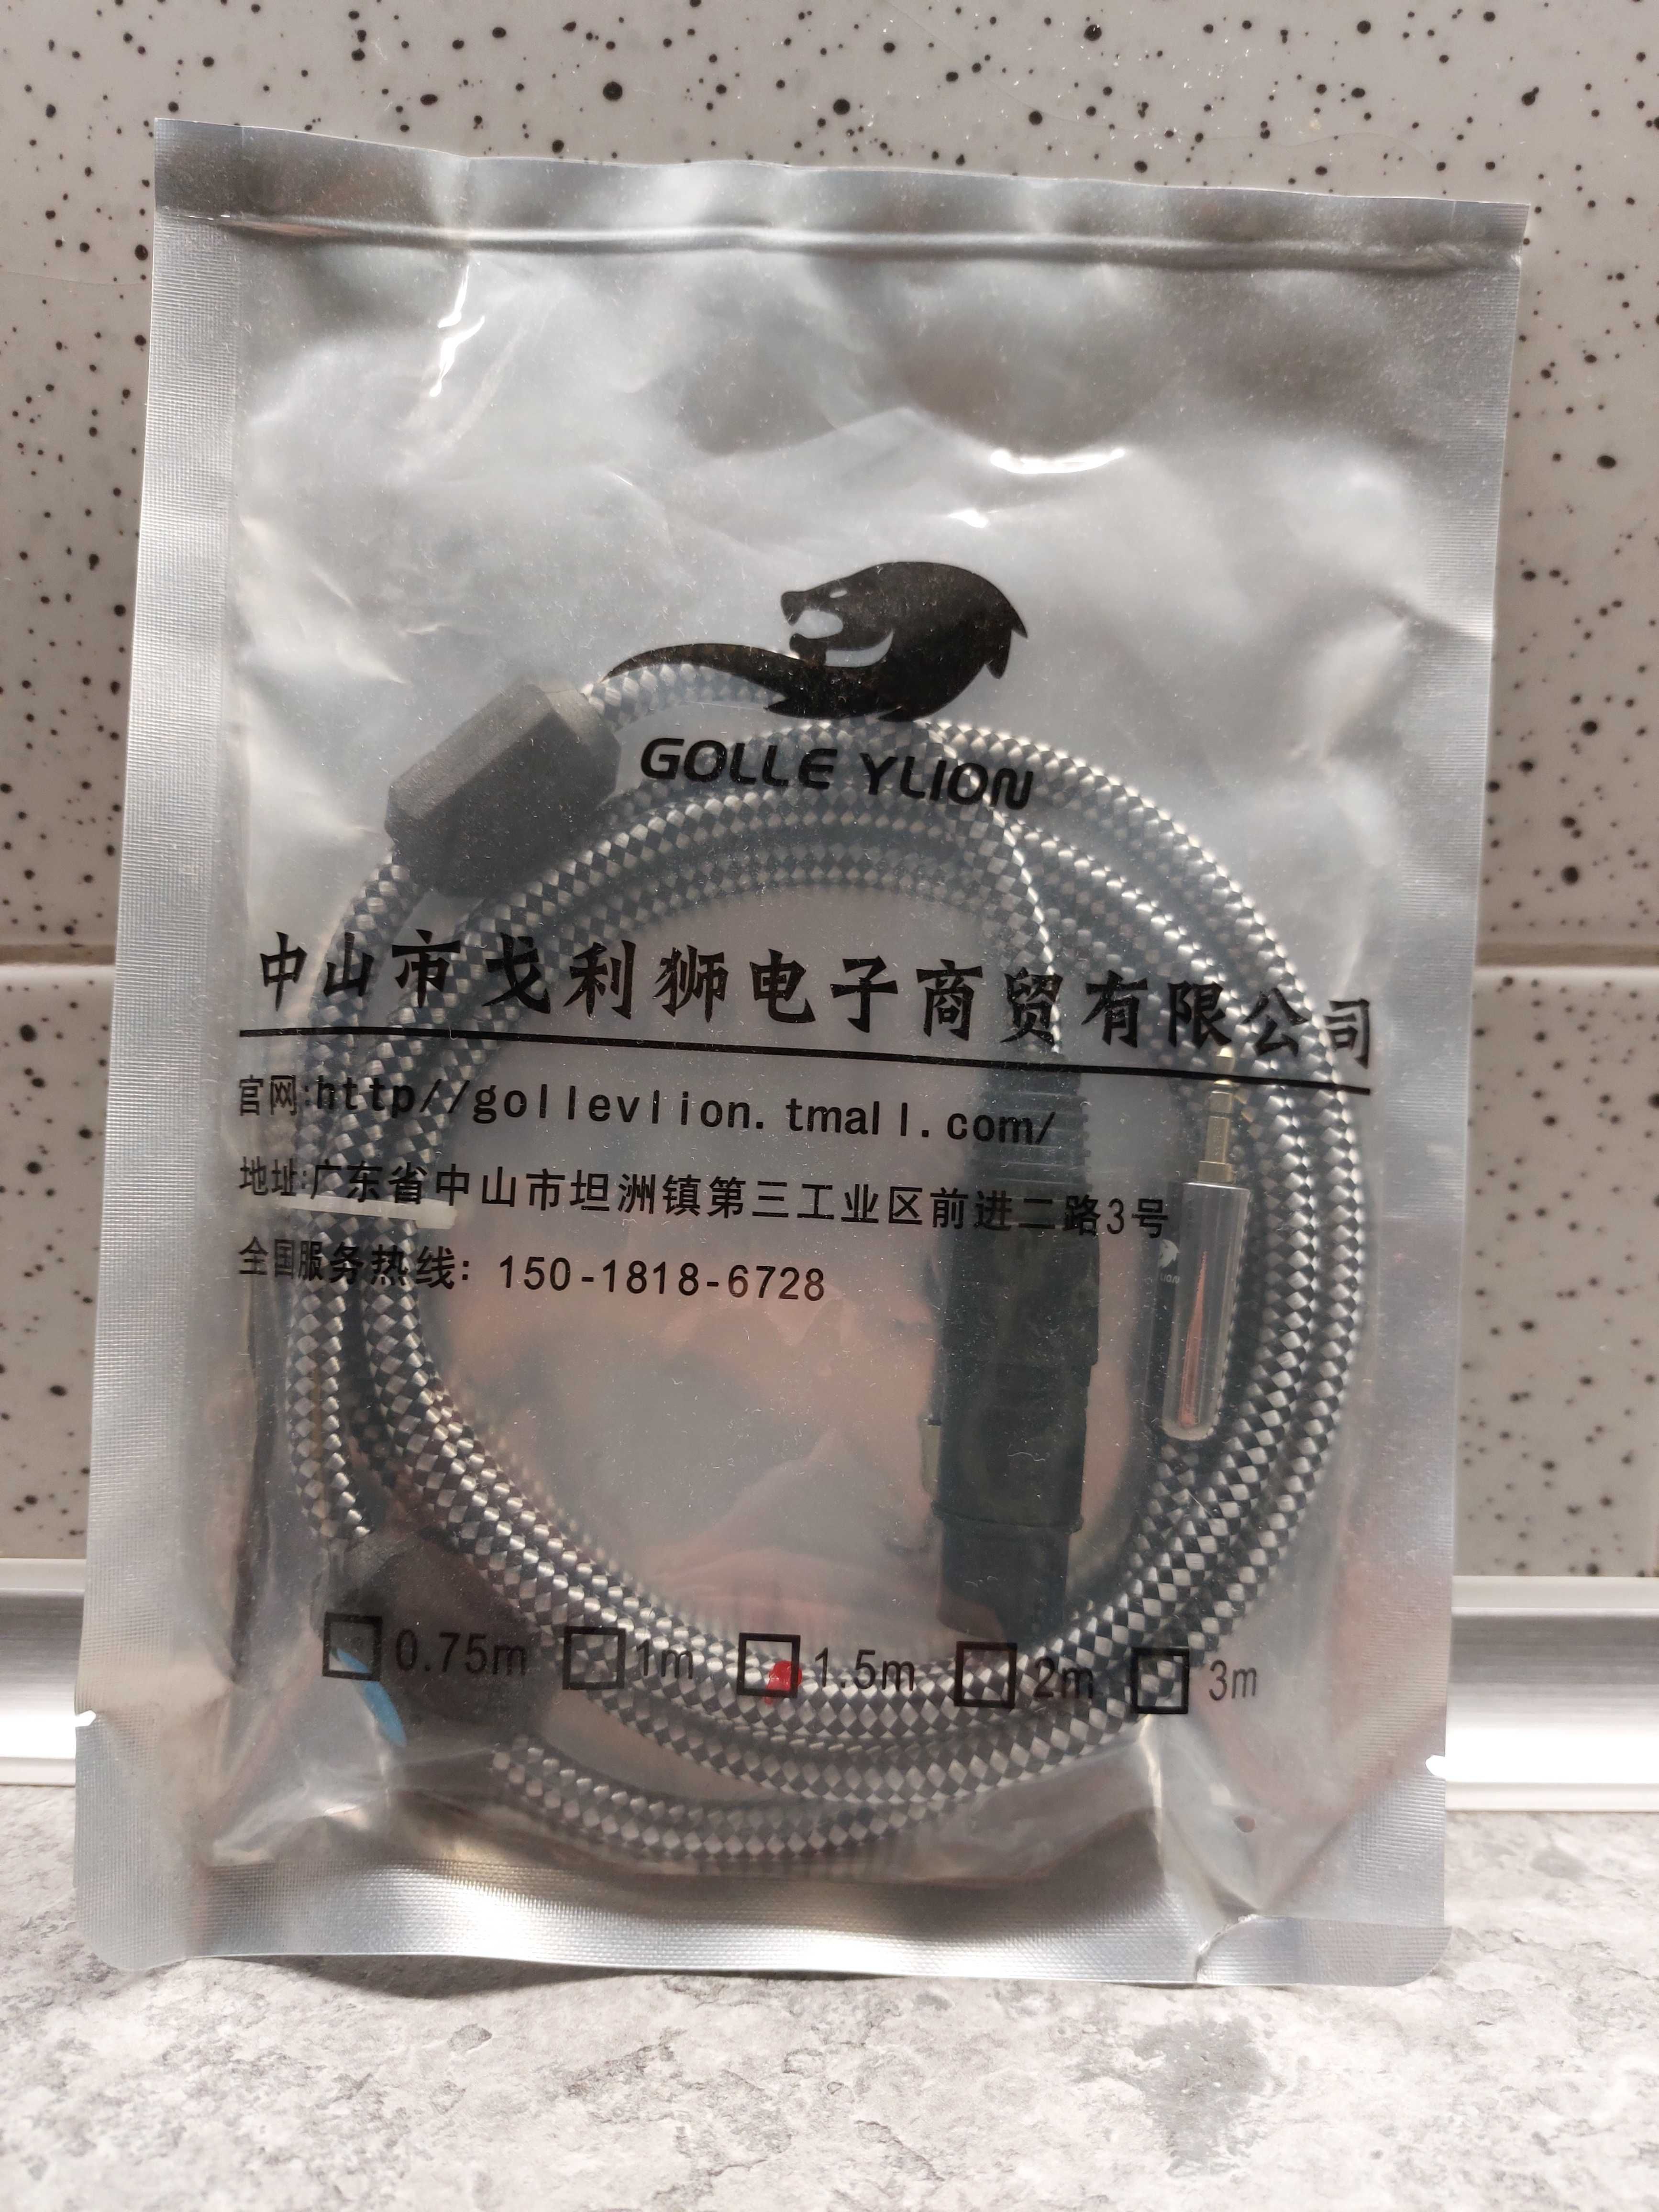 GOLLE YLION
中山市戈利狮电子商贸有限公司
官网:http//gollevlion.tmall.com/
地址:广东省中山市坦洲镇第三工业区前进二路3号
全国服务热线: 150-1818-6728
0.75m 1m 1.5m 2m 3m